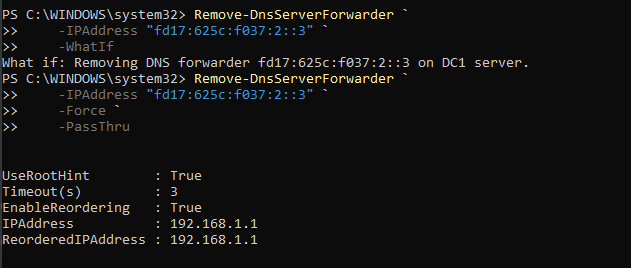 PS C:\WINDOWS\system32> Remove-DnsServerForwarder `
>>     -IPAddress "fd17:625c:f037:2::3" `
>>     -WhatIf
What if: Removing DNS forwarder fd17:625c:f037:2::3 on DC1 server.
PS C:\WINDOWS\system32> Remove-DnsServerForwarder `
>>     -IPAddress "fd17:625c:f037:2::3" `
>>     -Force `
>>     -PassThru
UseRootHint        : True
Timeout(s)         : 3
EnableReordering   : True
IPAddress          : 192.168.1.1
ReorderedIPAddress : 192.168.1.1